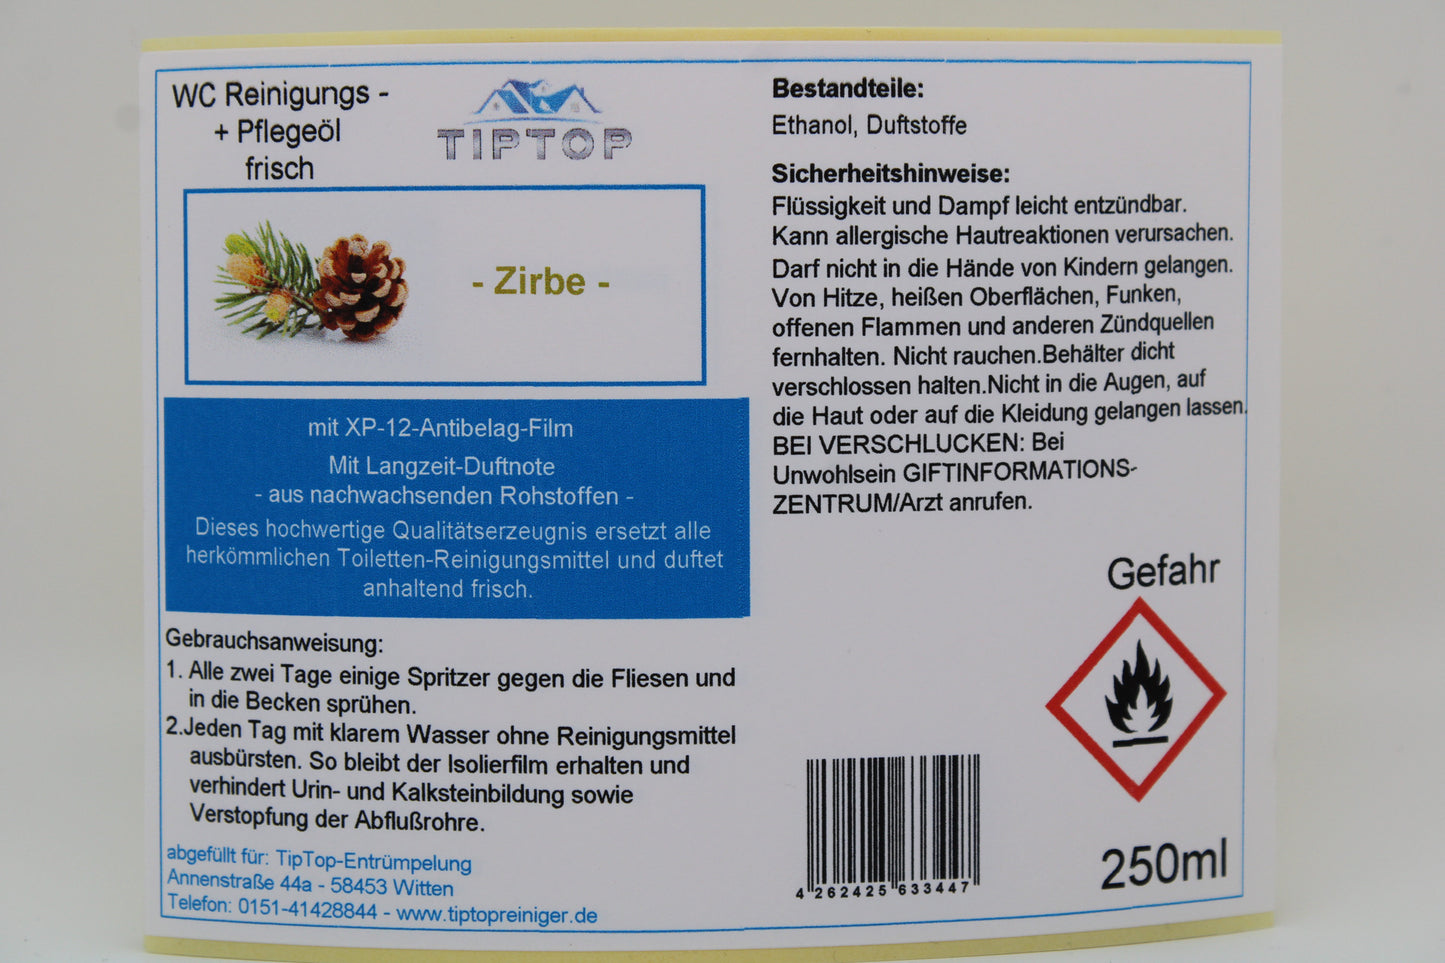 WC Reinigungs -
+ Pflegeöl
frisch
TIPTOP
- Zirbe -
mit XP-12-Antibelag-Film
Mit Langzeit-Duftnote
- aus nachwachsenden Rohstoffen -
Dieses hochwertige Qualitätserzeugnis ersetzt alle
herkömmlichen Toiletten-Reinigungsmittel und duftet
anhaltend frisch.
Gebrauchsanweisung:
1. Alle zwei Tage einige Spritzer gegen die Fliesen und
in die Becken sprühen.
2.Jeden Tag mit klarem Wasser ohne Reinigungsmittel
ausbürsten. So bleibt der Isolierfilm erhalten und
verhindert Urin- und Kalksteinbildung sowie
Verstopfung der Abflußrohre.
abgefüllt für: TipTop-Entrümpelung
Annenstraße 44a - 58453 Witten
Telefon: 0151-41428844 - www.tiptopreiniger.de
Bestandteile:
Ethanol, Duftstoffe
Sicherheitshinweise:
Flüssigkeit und Dampf leicht entzündbar.
Kann allergische Hautreaktionen verursachen.
Darf nicht in die Hände von Kindern gelangen.
Von Hitze, heißen Oberflächen, Funken,
offenen Flammen und anderen Zündquellen
fernhalten. Nicht rauchen.Behälter dicht
verschlossen halten.Nicht in die Augen, auf
die Haut oder auf die Kleidung gelangen lassen.
BEI VERSCHLUCKEN: Bei
Unwohlsein GIFTINFORMATIONS-
ZENTRUM/Arzt anrufen.
Gefahr
4 262425 633447
250ml